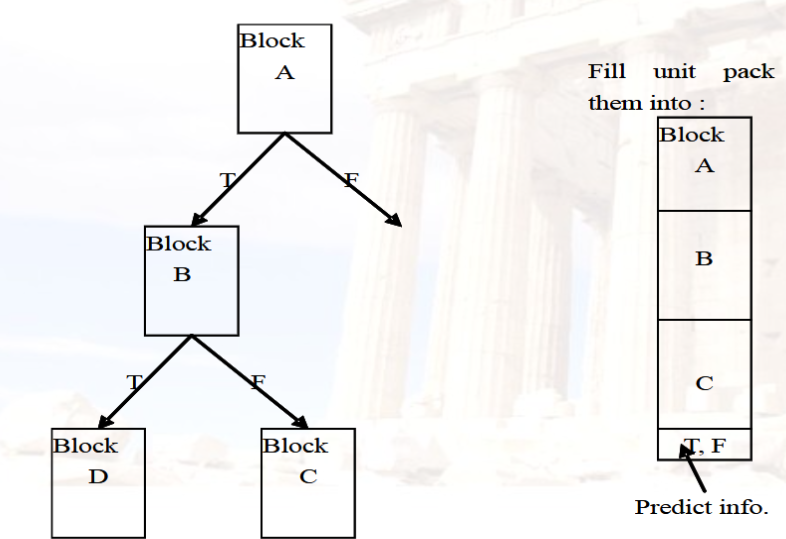 Block
A
T
F
Block
B
T
F
Block
D
Block
C
Fill unit pack
them into :
Block
A
B
C
T, F
Predict info.